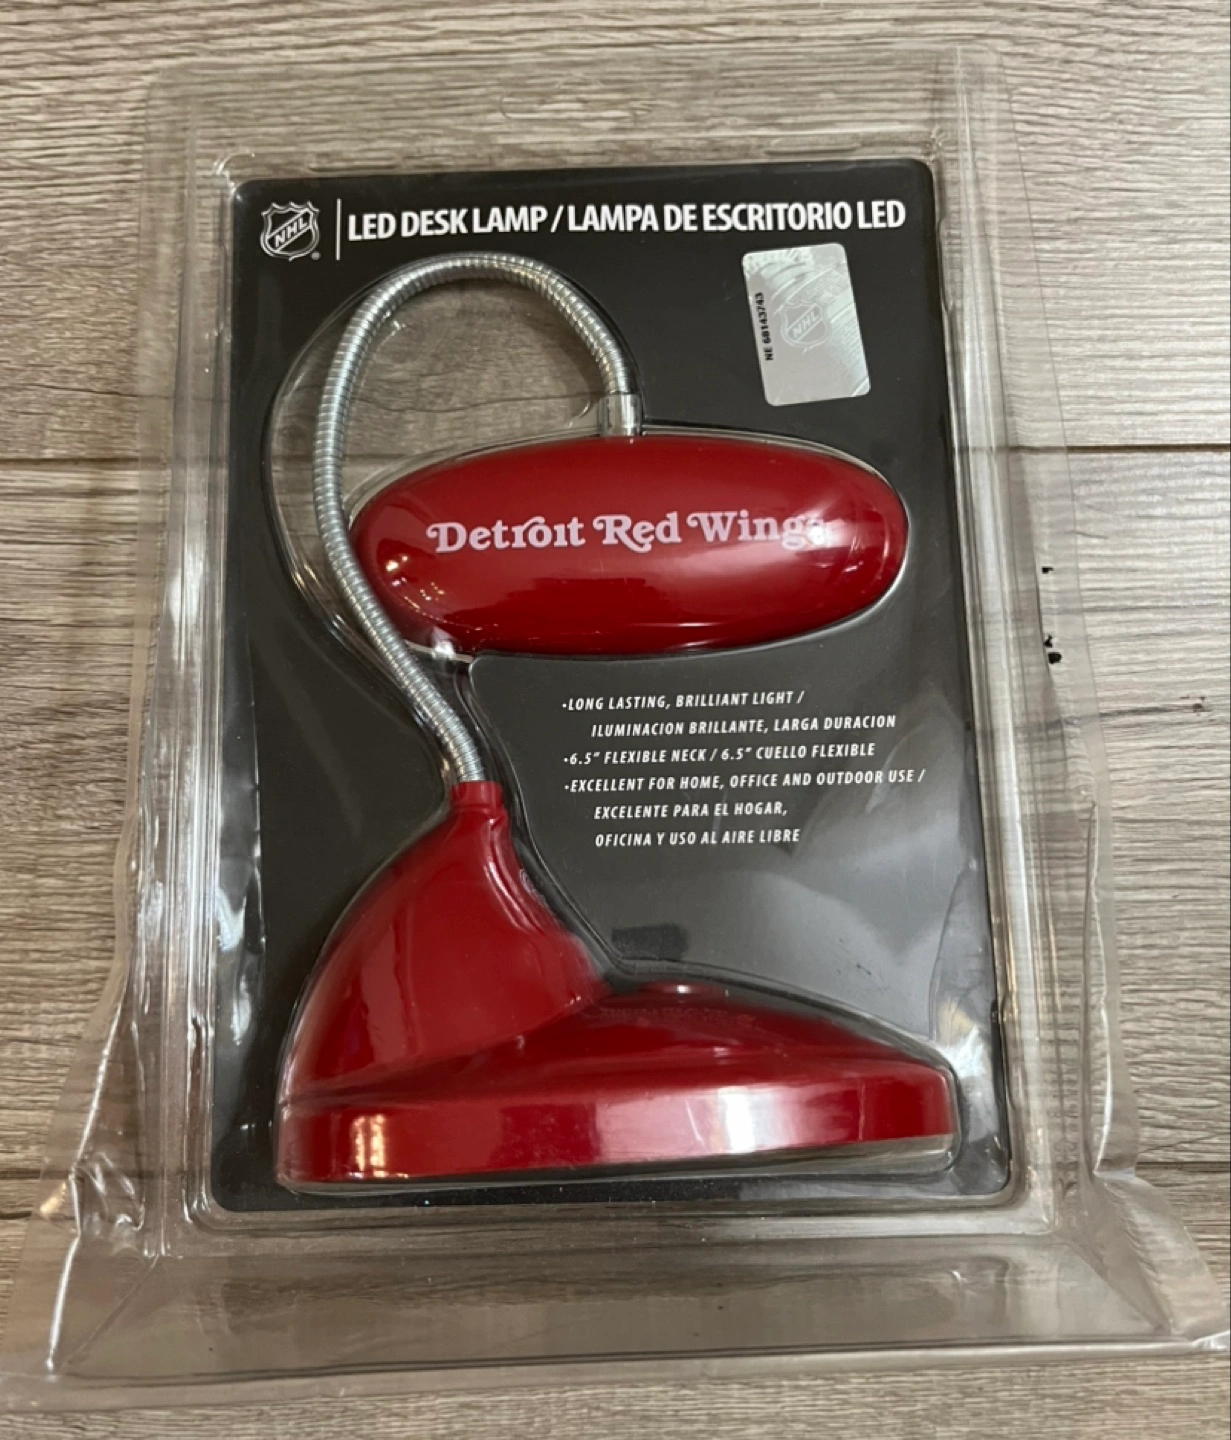 NHL
LED DESK LAMP / LAMPA DE ESCRITORIO LED
NHL
NE 68143743
Detroit Red Wings
•LONG LASTING, BRILLIANT LIGHT /
ILUMINACION BRILLANTE, LARGA DURACION
•6.5" FLEXIBLE NECK / 6.5" CUELLO FLEXIBLE
•EXCELLENT FOR HOME, OFFICE AND OUTDOOR USE /
EXCELENTE PARA EL HOGAR,
OFICINA Y USO AL AIRE LIBRE